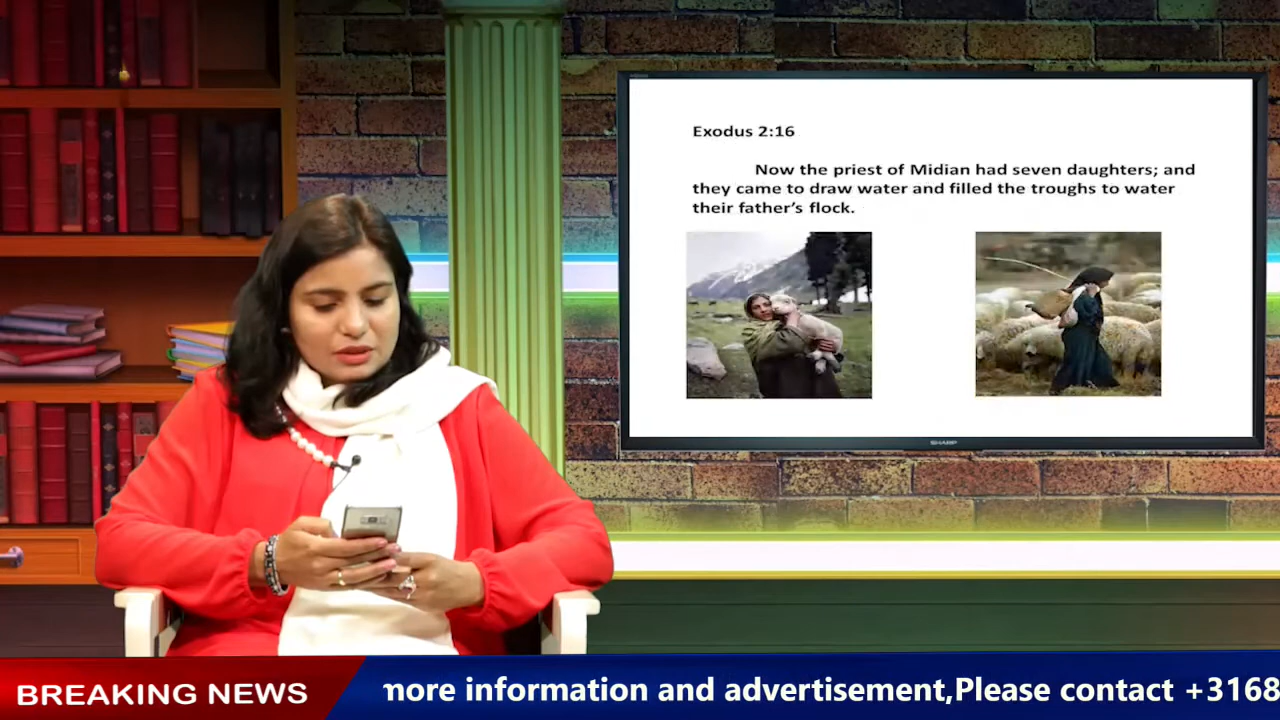 Exodus 2:16
Now the priest of Midian had seven daughters; and
they came to draw water and filled the troughs to water
their father’s flock.
SHARP
BREAKING NEWS
more information and advertisement,Please contact +3168